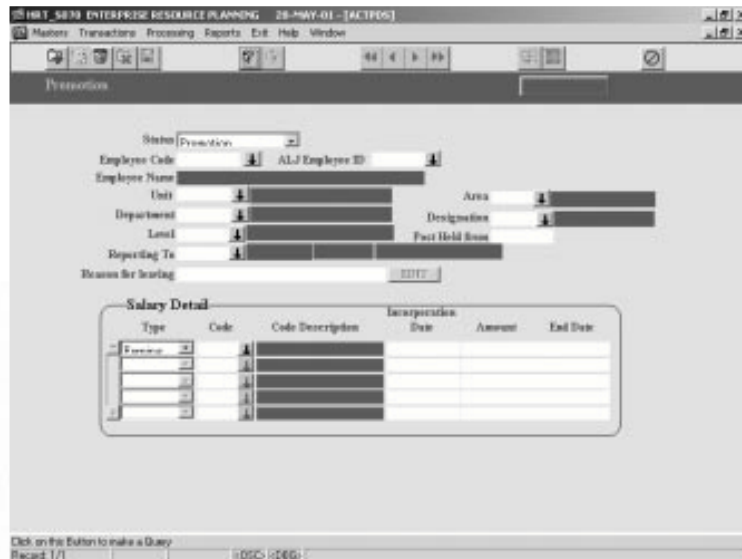 HRT_5070 ENTERPRISE RESOURCE PLANNING 28-MAY-01 - [ACTPDS]
Masters Transactions Processing Reports Exit Help Window
Promotion
Status Promotion
Employee Code ALJ Employee ID
Employee Name
Unit Area
Department Designation
Level Post Held from
Reporting To
Reason for leaving EDIT
Salary Detail
Incorporation
Type Code Code Description Date Amount End Date
Click on this Button to make a Query
Record: 1/1 <OSC> <DBG>